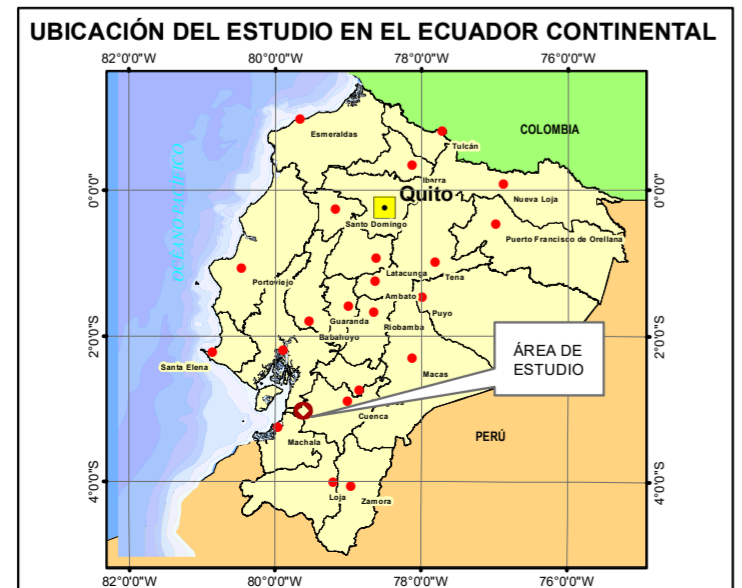 UBICACIÓN DEL ESTUDIO EN EL ECUADOR CONTINENTAL
82°0'0"W 80°0'0"W 78°0'0"W 76°0'0"W
COLOMBIA
Esmeraldas
Tulcán
OCÉANO PACÍFICO
Ibarra
0°0'0" Quito Nueva Loja 0°0'0"
Santo Domingo
Puerto Francisco de Orellana
Latacunga Tena
Portoviejo
Ambato
Puyo
Guaranda
Riobamba
Babahoyo
2°0'0"S 2°0'0"S
ÁREA DE
ESTUDIO
Santa Elena
Macas
Cuenca
Machala
PERÚ
4°0'0"S 4°0'0"S
Loja
Zamora
82°0'0"W 80°0'0"W 78°0'0"W 76°0'0"W